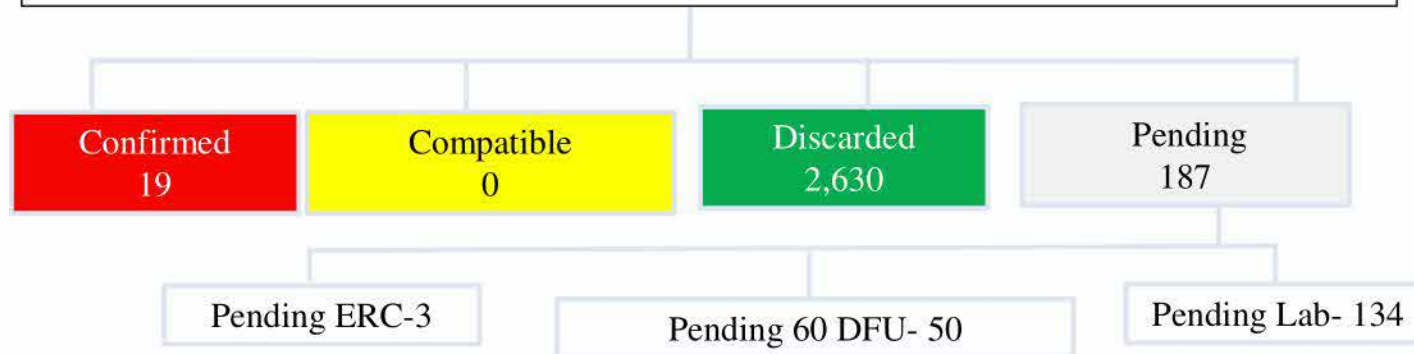 Confirmed
19
Compatible
0
Discarded
2,630
Pending
187
Pending ERC-3
Pending 60 DFU- 50
Pending Lab- 134